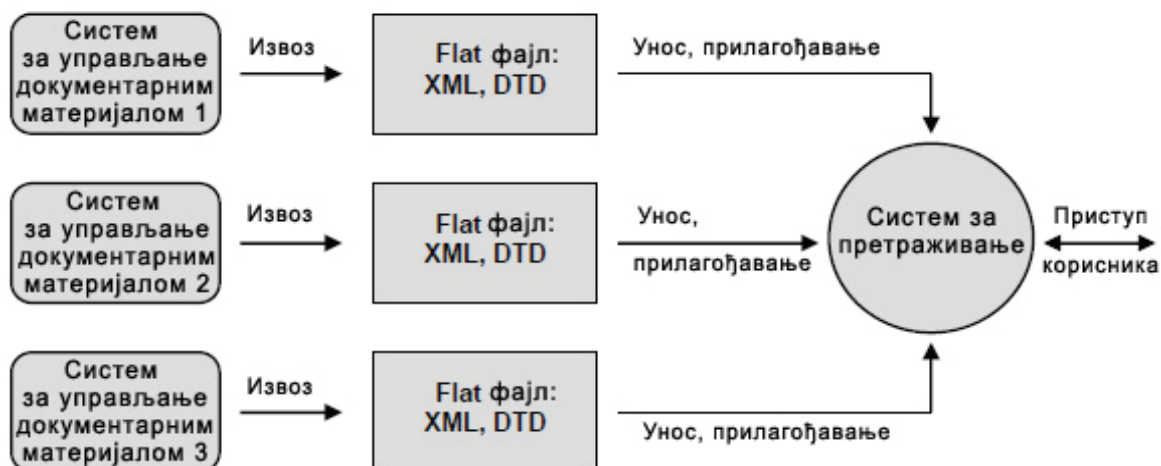 Систем
за управљање
документарним
материјалом 1
Извоз
Flat фајл:
XML, DTD
Унос, прилагођавање
Систем
за управљање
документарним
материјалом 2
Извоз
Flat фајл:
XML, DTD
Унос,
прилагођавање
Систем за
претраживање
Приступ
корисника
Систем
за управљање
документарним
материјалом 3
Извоз
Flat фајл:
XML, DTD
Унос, прилагођавање